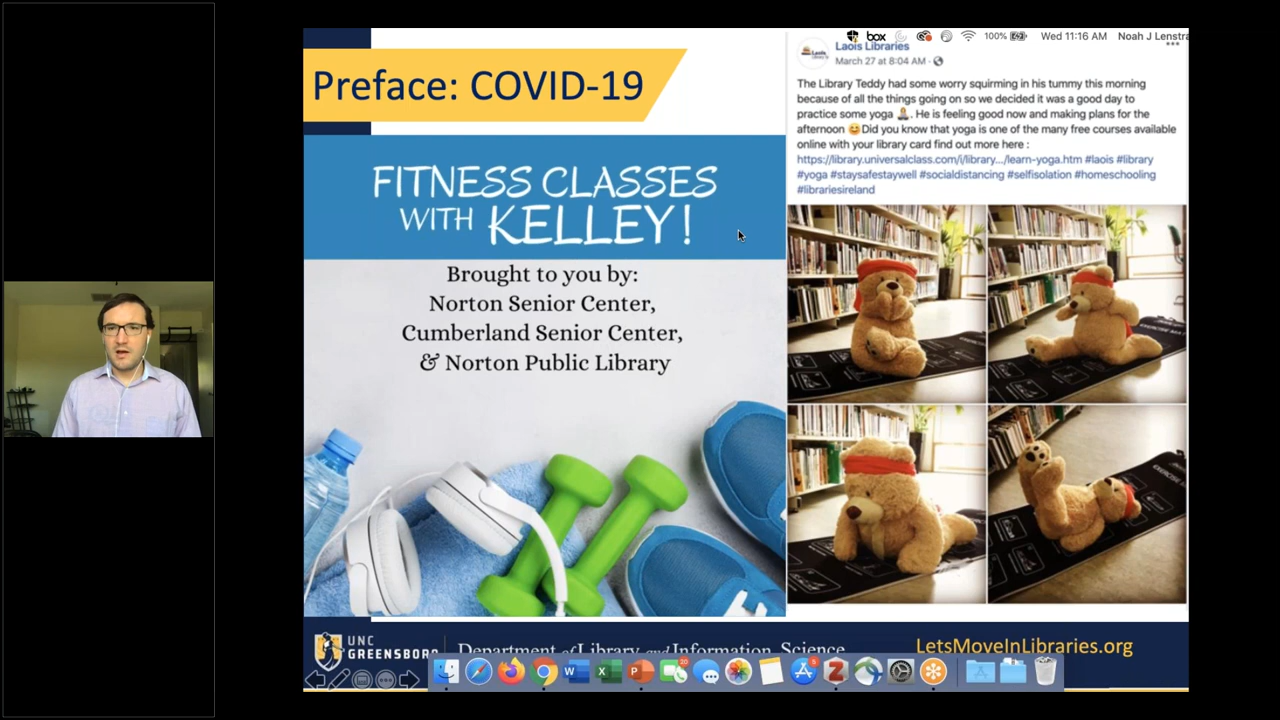 100%
Wed 11:16 AM
Noah J Lenstra
box
Preface: COVID-19
FITNESS CLASSES
WITH KELLEY!
Brought to you by:
Norton Senior Center,
Cumberland Senior Center,
& Norton Public Library
Laois Libraries
March 27 at 8:04 AM ·
The Library Teddy had some worry squirming in his tummy this morning
because of all the things going on so we decided it was a good day to
practice some yoga 🧘. He is feeling good now and making plans for the
afternoon 😊Did you know that yoga is one of the many free courses available
online with your library card find out more here :
https://library.universalclass.com/i/library.../learn-yoga.htm #laois #library
#yoga #staysafestaywell #socialdistancing #selfisolation #homeschooling
#librariesireland
UNC
GREENSBORO
Department of Library and Information Science
LetsMoveInLibraries.org